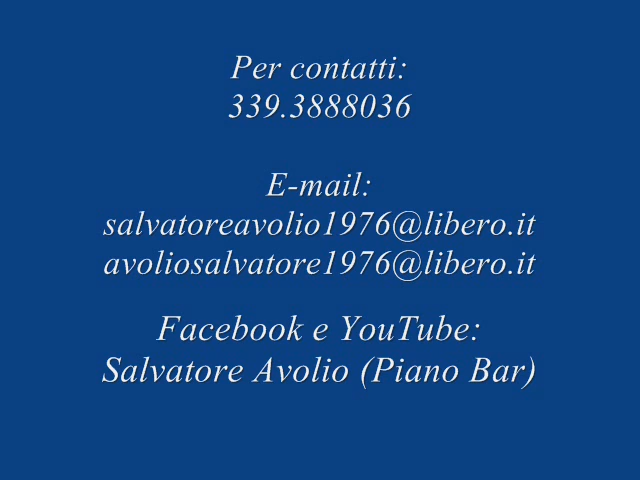 Per contatti:
339.3888036
E-mail:
salvatoreavolio1976@libero.it
avoliosalvatore1976@libero.it
Facebook e YouTube:
Salvatore Avolio (Piano Bar)